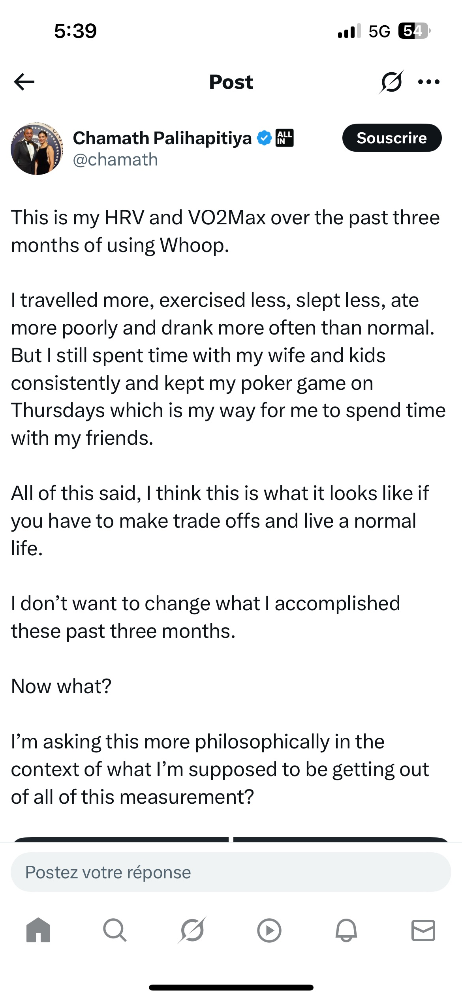 5:39
5G 54
Post
Chamath Palihapitiya ALL IN
Souscrire
@chamath
This is my HRV and VO2Max over the past three
months of using Whoop.
I travelled more, exercised less, slept less, ate
more poorly and drank more often than normal.
But I still spent time with my wife and kids
consistently and kept my poker game on
Thursdays which is my way for me to spend time
with my friends.
All of this said, I think this is what it looks like if
you have to make trade offs and live a normal
life.
I don’t want to change what I accomplished
these past three months.
Now what?
I’m asking this more philosophically in the
context of what I’m supposed to be getting out
of all of this measurement?
Postez votre réponse